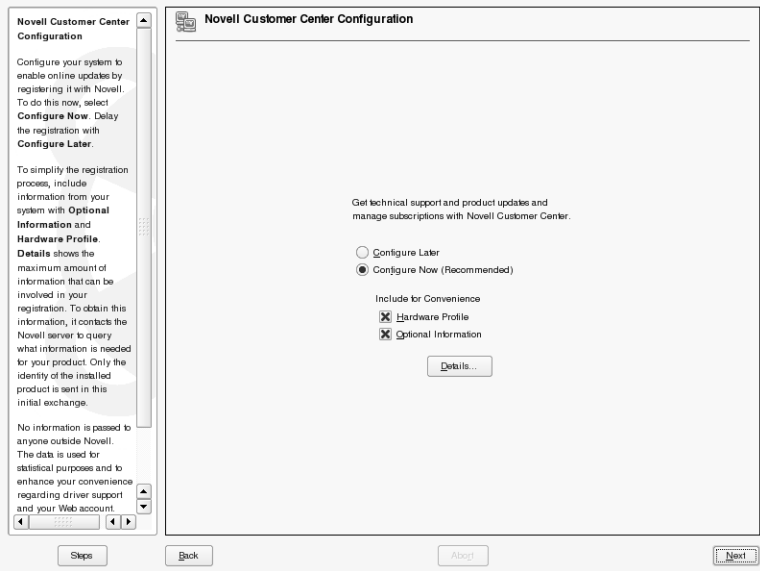 Novell Customer Center
Configuration
Configure your system to
enable online updates by
registering it with Novell.
To do this now, select
Configure Now. Delay
the registration with
Configure Later.
To simplify the registration
process, include
information from your
system with Optional
Information and
Hardware Profile.
Details shows the
maximum amount of
information that can be
involved in your
registration. To obtain this
information, it contacts the
Novell server to query
what information is needed
for your product. Only the
identity of the installed
product is sent in this
initial exchange.
No information is passed to
anyone outside Novell.
The data is used for
statistical purposes and to
enhance your convenience
regarding driver support
and your Web account.
Novell Customer Center Configuration
Get technical support and product updates and
manage subscriptions with Novell Customer Center.
Configure Later
Configure Now (Recommended)
Include for Convenience
Hardware Profile
Optional Information
Details...
Steps
Back
Abort
Next